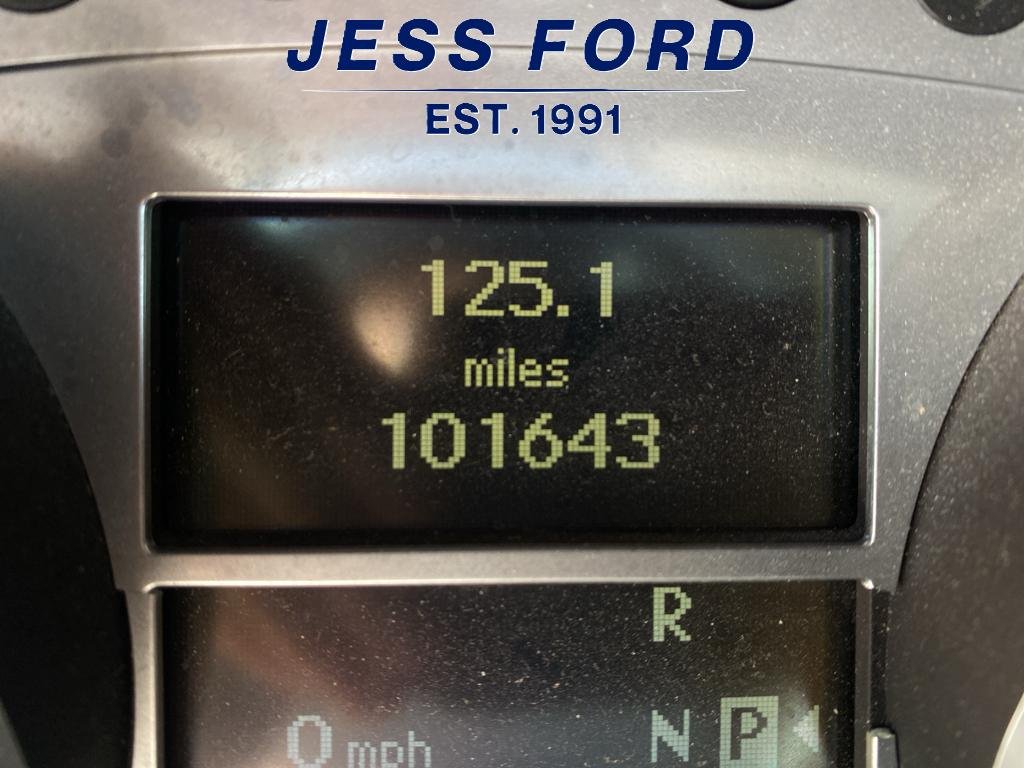 JESS FORD
EST. 1991
125.1
miles
101643
R
0 mph N P